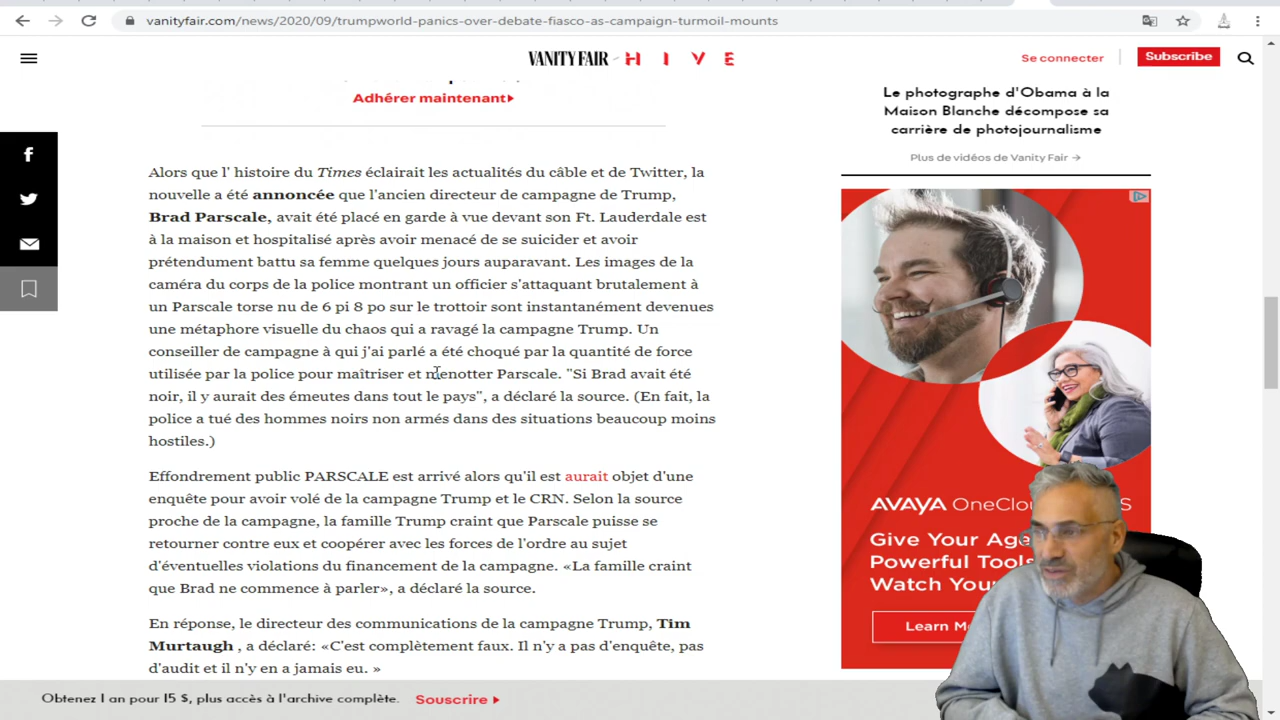 vanityfair.com/news/2020/09/trumpworld-panics-over-debate-fiasco-as-campaign-turmoil-mounts
VANITY FAIR HIVE
Se connecter
Subscribe
Adhérer maintenant
Alors que l' histoire du Times éclairait les actualités du câble et de Twitter, la
nouvelle a été annoncée que l'ancien directeur de campagne de Trump,
Brad Parscale, avait été placé en garde à vue devant son Ft. Lauderdale est
à la maison et hospitalisé après avoir menacé de se suicider et avoir
prétendument battu sa femme quelques jours auparavant. Les images de la
caméra du corps de la police montrant un officier s'attaquant brutalement à
un Parscale torse nu de 6 pi 8 po sur le trottoir sont instantanément devenues
une métaphore visuelle du chaos qui a ravagé la campagne Trump. Un
conseiller de campagne à qui j'ai parlé a été choqué par la quantité de force
utilisée par la police pour maîtriser et menotter Parscale. "Si Brad avait été
noir, il y aurait des émeutes dans tout le pays", a déclaré la source. (En fait, la
police a tué des hommes noirs non armés dans des situations beaucoup moins
hostiles.)
Effondrement public PARSCALE est arrivé alors qu'il est aurait objet d'une
enquête pour avoir volé de la campagne Trump et le CRN. Selon la source
proche de la campagne, la famille Trump craint que Parscale puisse se
retourner contre eux et coopérer avec les forces de l'ordre au sujet
d'éventuelles violations du financement de la campagne. «La famille craint
que Brad ne commence à parler», a déclaré la source.
En réponse, le directeur des communications de la campagne Trump, Tim
Murtaugh , a déclaré: «C'est complètement faux. Il n'y a pas d'enquête, pas
d'audit et il n'y en a jamais eu. »
Le photographe d'Obama à la
Maison Blanche décompose sa
carrière de photojournalisme
Plus de vidéos de Vanity Fair →
AVAYA OneClou S
Give Your Age
Powerful Tools
Watch You
Learn M
Obtenez 1 an pour 15 $, plus accès à l'archive complète.
Souscrire